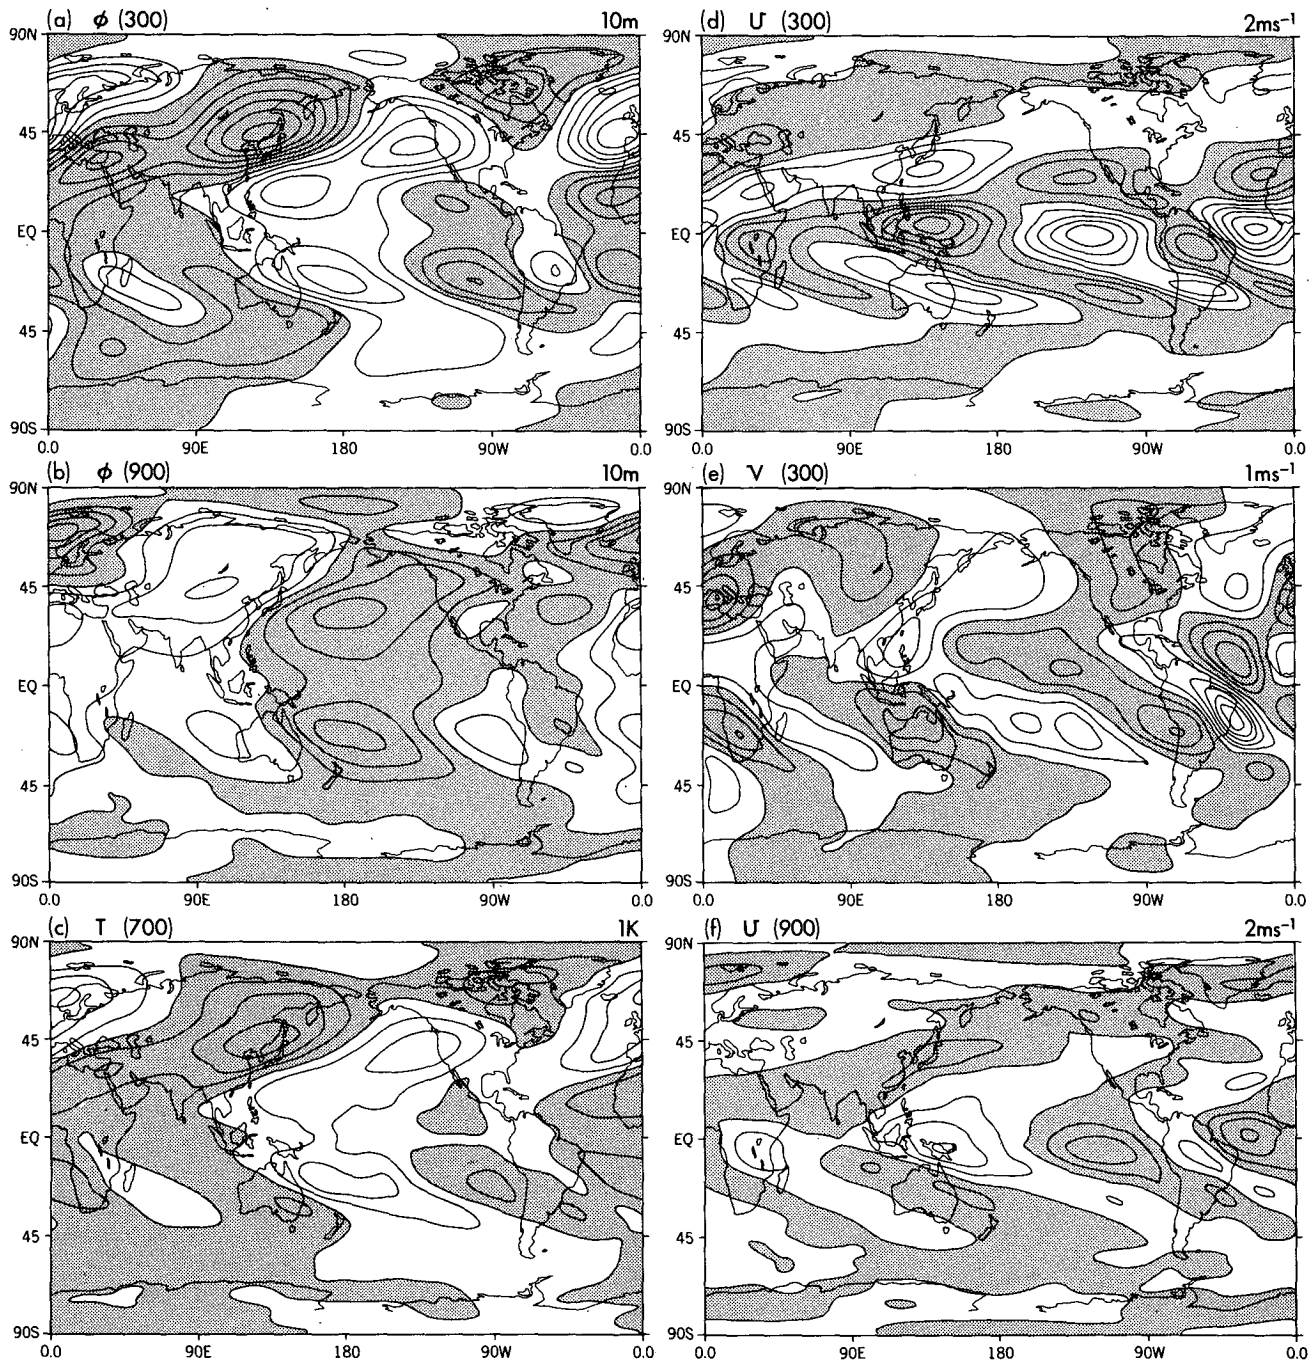 (a) ϕ (300) 10m
90N
45
EQ
45
90S
0.0 90E 180 90W 0.0
(d) U (300) 2ms⁻¹
90N
45
EQ
45
90S
0.0 90E 180 90W 0.0
(b) ϕ (900) 10m
90N
45
EQ
45
90S
0.0 90E 180 90W 0.0
(e) V (300) 1ms⁻¹
90N
45
EQ
45
90S
0.0 90E 180 90W 0.0
(c) T (700) 1K
90N
45
EQ
45
90S
0.0 90E 180 90W 0.0
(f) U (900) 2ms⁻¹
90N
45
EQ
45
90S
0.0 90E 180 90W 0.0